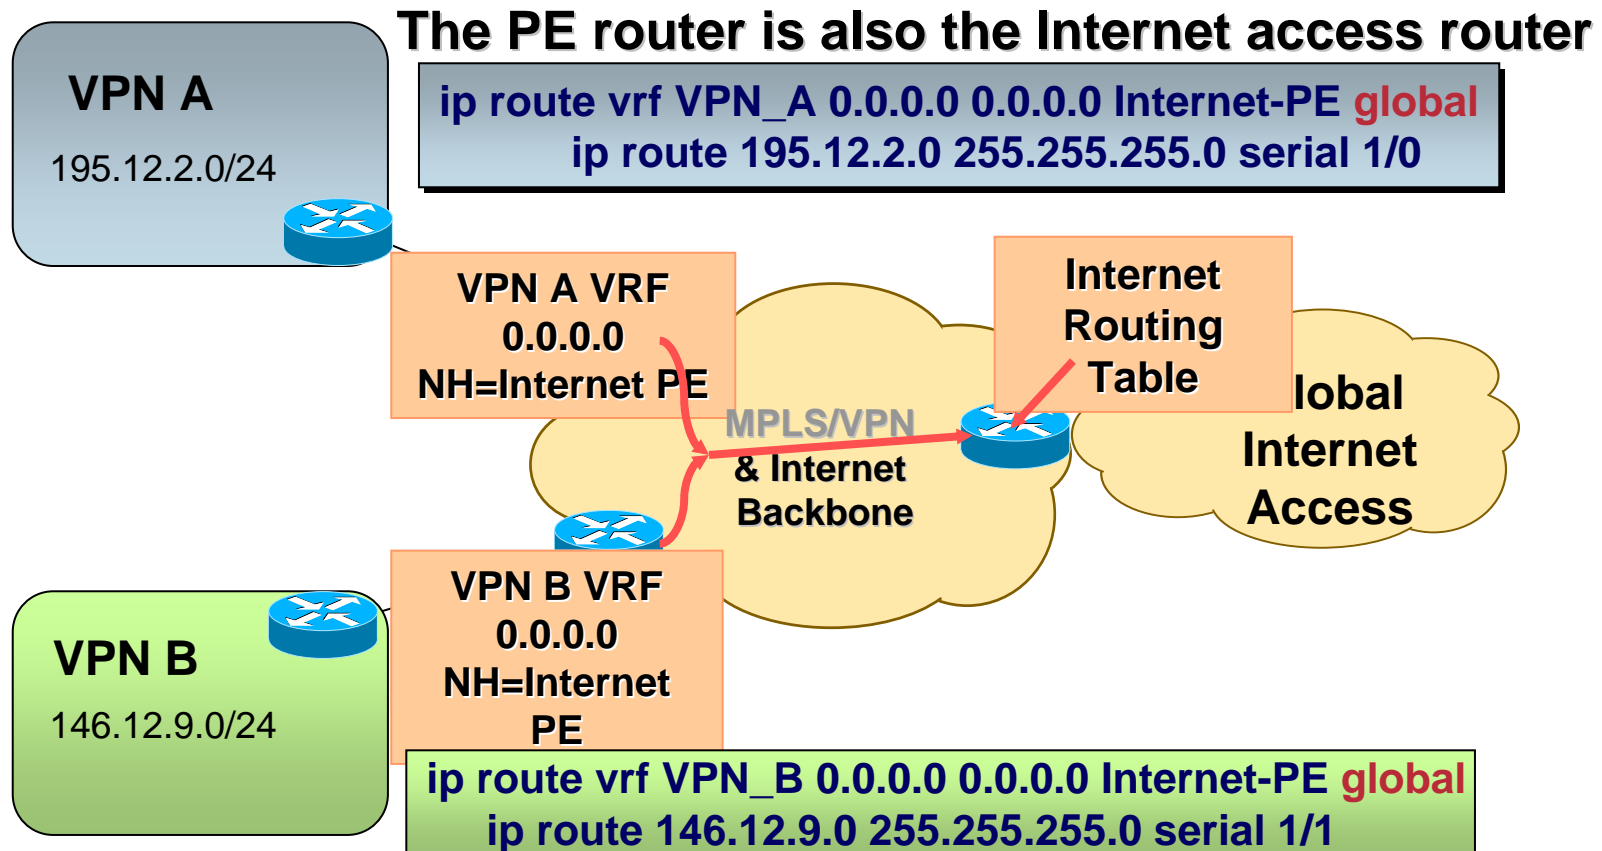 The PE router is also the Internet access router
VPN A
195.12.2.0/24
ip route vrf VPN_A 0.0.0.0 0.0.0.0 Internet-PE global
ip route 195.12.2.0 255.255.255.0 serial 1/0
VPN A VRF
0.0.0.0
NH=Internet PE
Internet
Routing
Table
MPLS/VPN
& Internet
Backbone
lobal
Internet
Access
VPN B
146.12.9.0/24
VPN B VRF
0.0.0.0
NH=Internet
PE
ip route vrf VPN_B 0.0.0.0 0.0.0.0 Internet-PE global
ip route 146.12.9.0 255.255.255.0 serial 1/1